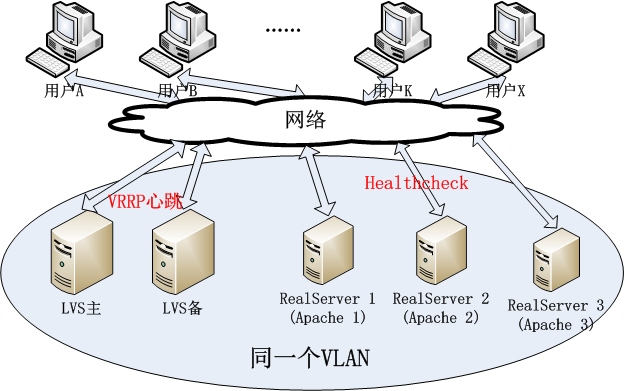 ......
用户A
用户B
用户K
用户X
网络
VRRP心跳
Healthcheck
LVS主
LVS备
RealServer 1
(Apache 1)
RealServer 2
(Apache 2)
RealServer 3
(Apache 3)
同一个VLAN